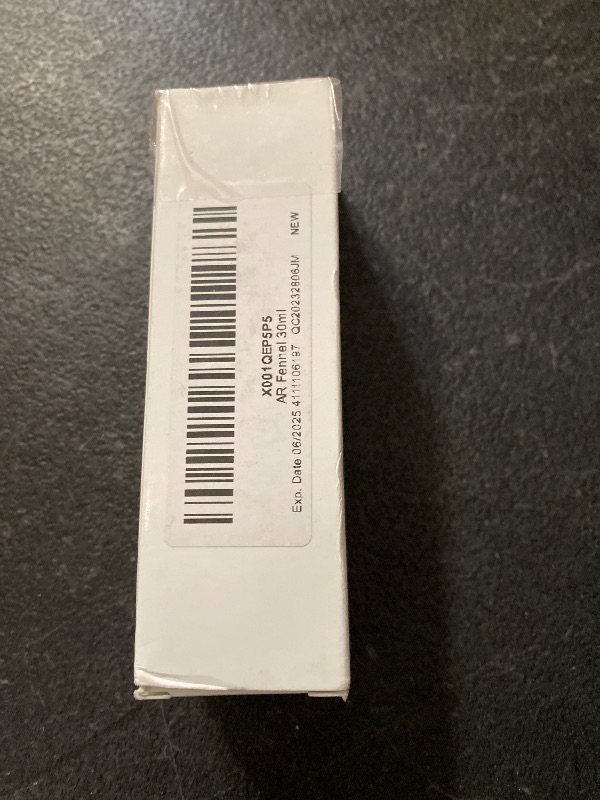 X001QEP5P5
AR Fennel 30ml
Exp. Date 06/2025 4111106197 QC20232806JM NEW